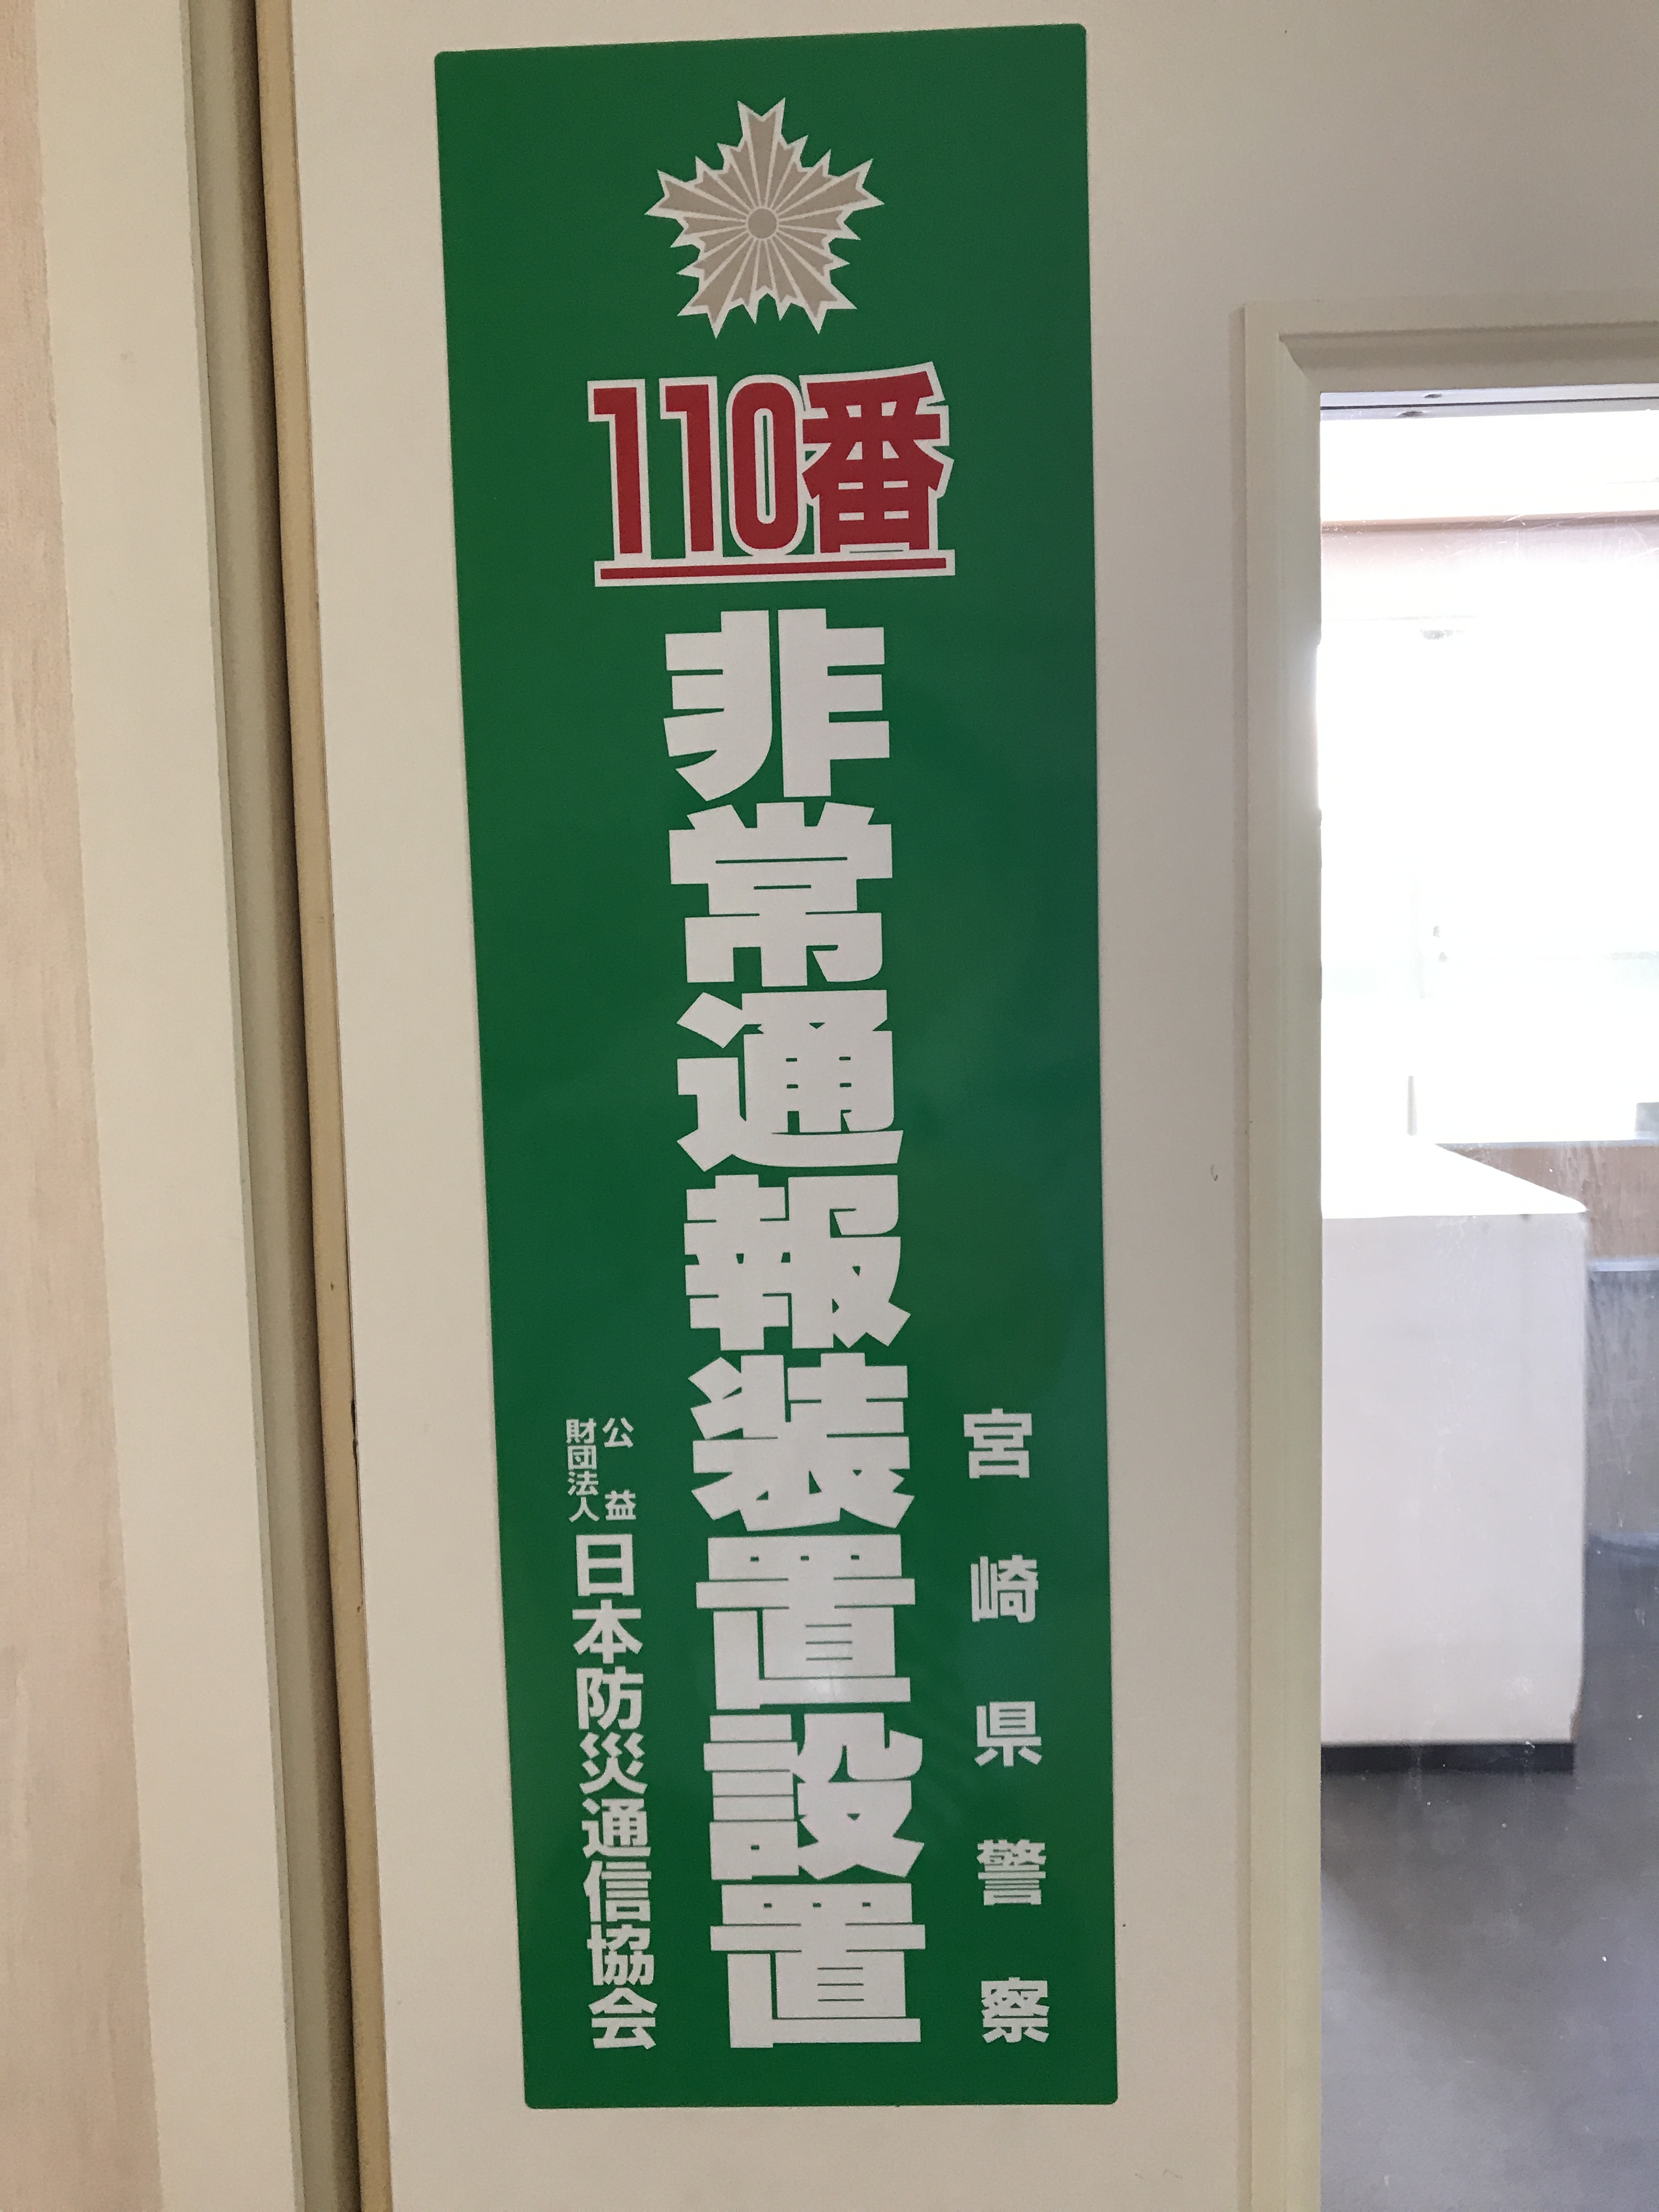 110番
宮崎県警察
非常通報装置設置
公益
財団法人
日本防災通信協会